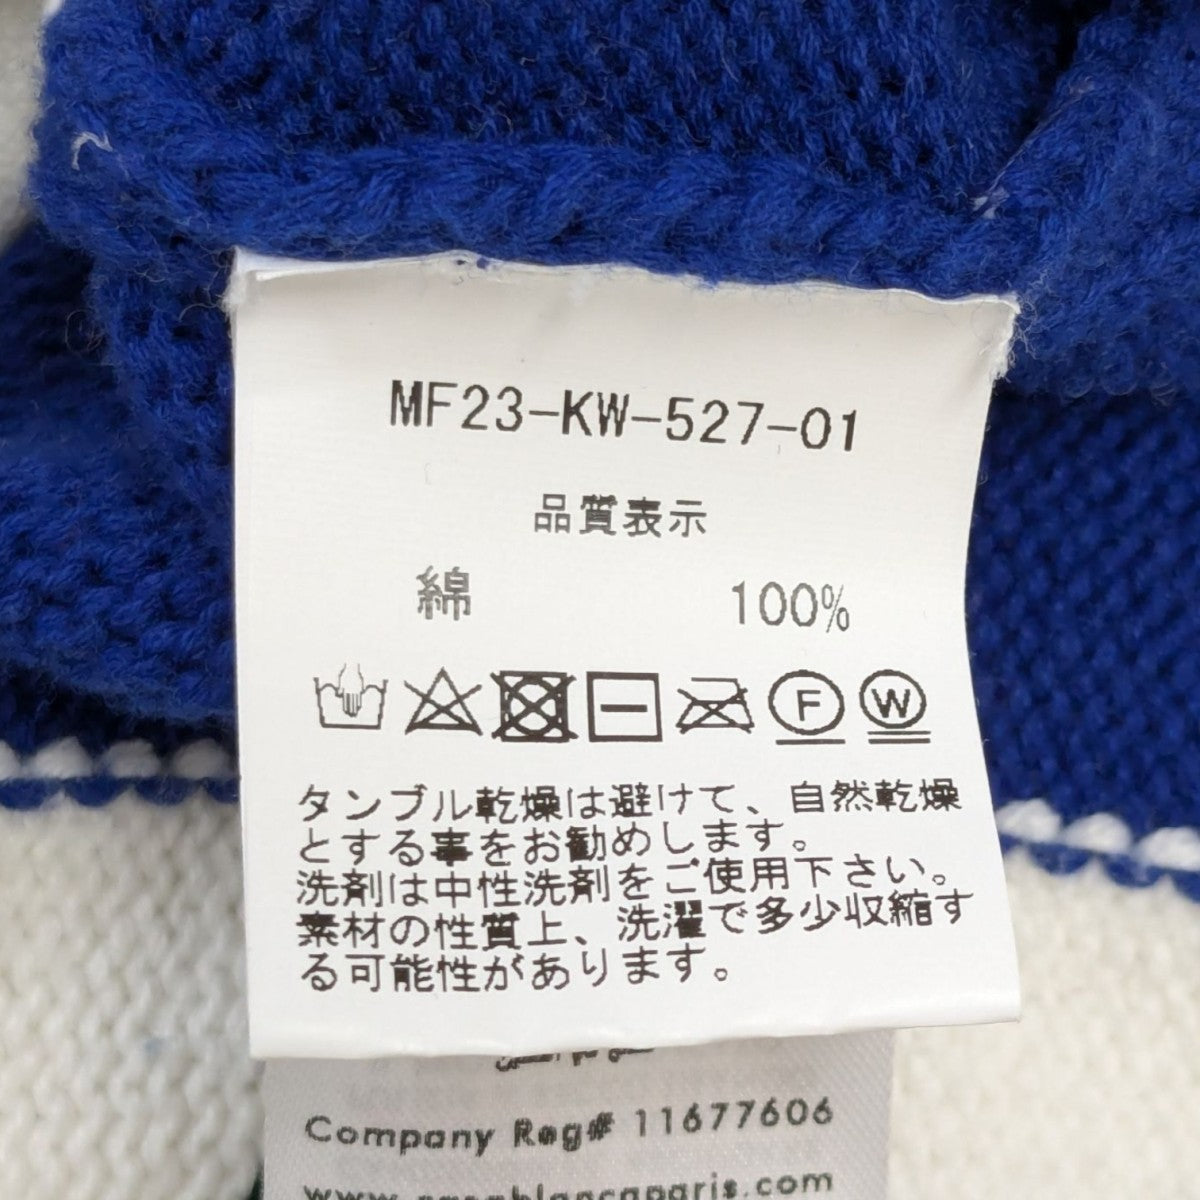 MF23-KW-527-01
品質表示
綿 100%
F W
タンブル乾燥は避けて、自然乾燥
とする事をお勧めします。
洗剤は中性洗剤をご使用下さい。
素材の性質上、洗濯で多少収縮す
る可能性があります。
Company Reg# 11677606